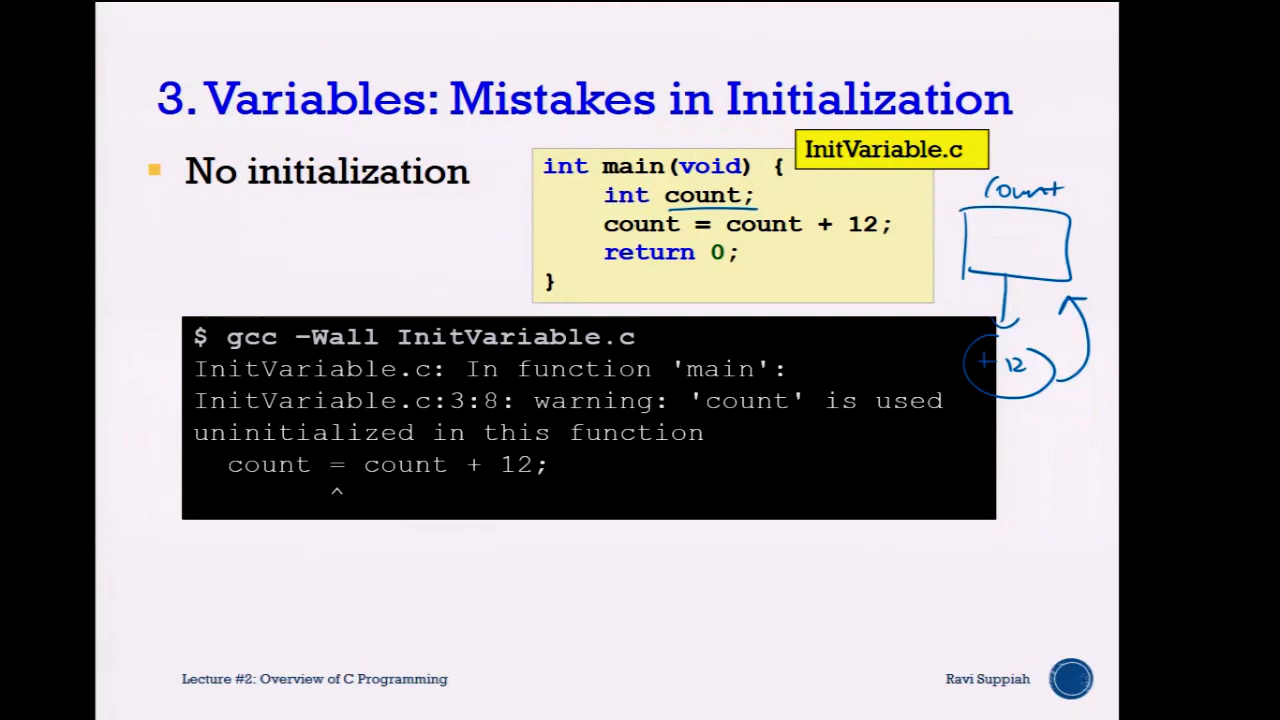 3. Variables: Mistakes in Initialization
No initialization
InitVariable.c
int main(void) {
int count;
count = count + 12;
return 0;
}
Count
+ 12
$ gcc –Wall InitVariable.c
InitVariable.c: In function 'main':
InitVariable.c:3:8: warning: 'count' is used
uninitialized in this function
count = count + 12;
^
Lecture #2: Overview of C Programming
Ravi Suppiah